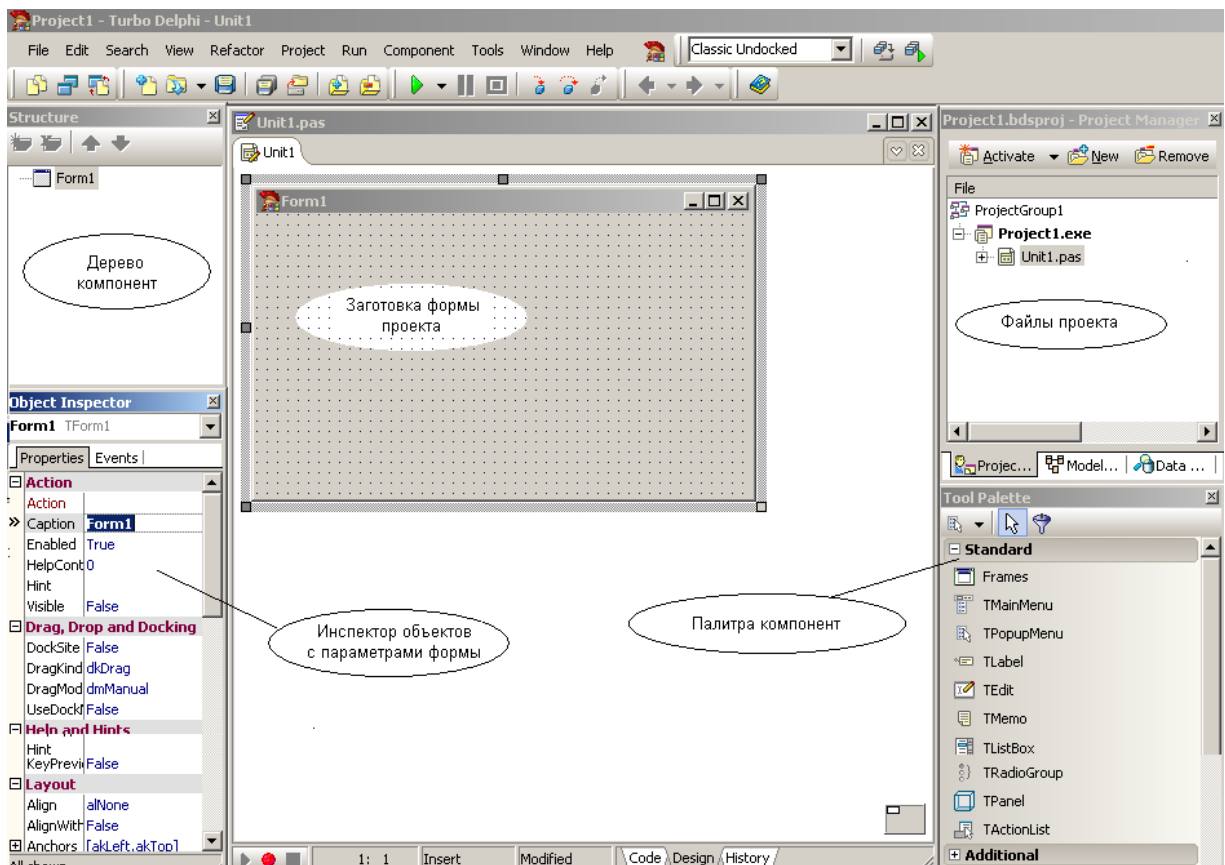 Project1 - Turbo Delphi - Unit1
File Edit Search View Refactor Project Run Component Tools Window Help
Classic Undocked
Structure
Form1
Дерево
компонент
Unit1.pas
Unit1
Form1
Заготовка формы
проекта
Project1.bdsproj - Project Manager
Activate New Remove
File
ProjectGroup1
Project1.exe
Unit1.pas
Файлы проекта
Projec... Model... Data ...
Object Inspector
Form1 TForm1
Properties Events
Action
Action
Caption Form1
Enabled True
HelpCont 0
Hint
Visible False
Drag, Drop and Docking
DockSite False
DragKind dkDrag
DragMod dmManual
UseDock False
Help and Hints
Hint
KeyPrevi False
Layout
Align alNone
AlignWith False
Anchors [akLeft,akTop]
All shown
Инспектор объектов
с параметрами формы
Палитра компонент
Tool Palette
Standard
Frames
TMainMenu
TPopupMenu
TLabel
TEdit
TMemo
TListBox
TRadioGroup
TPanel
TActionList
Additional
1: 1 Insert Modified Code Design History